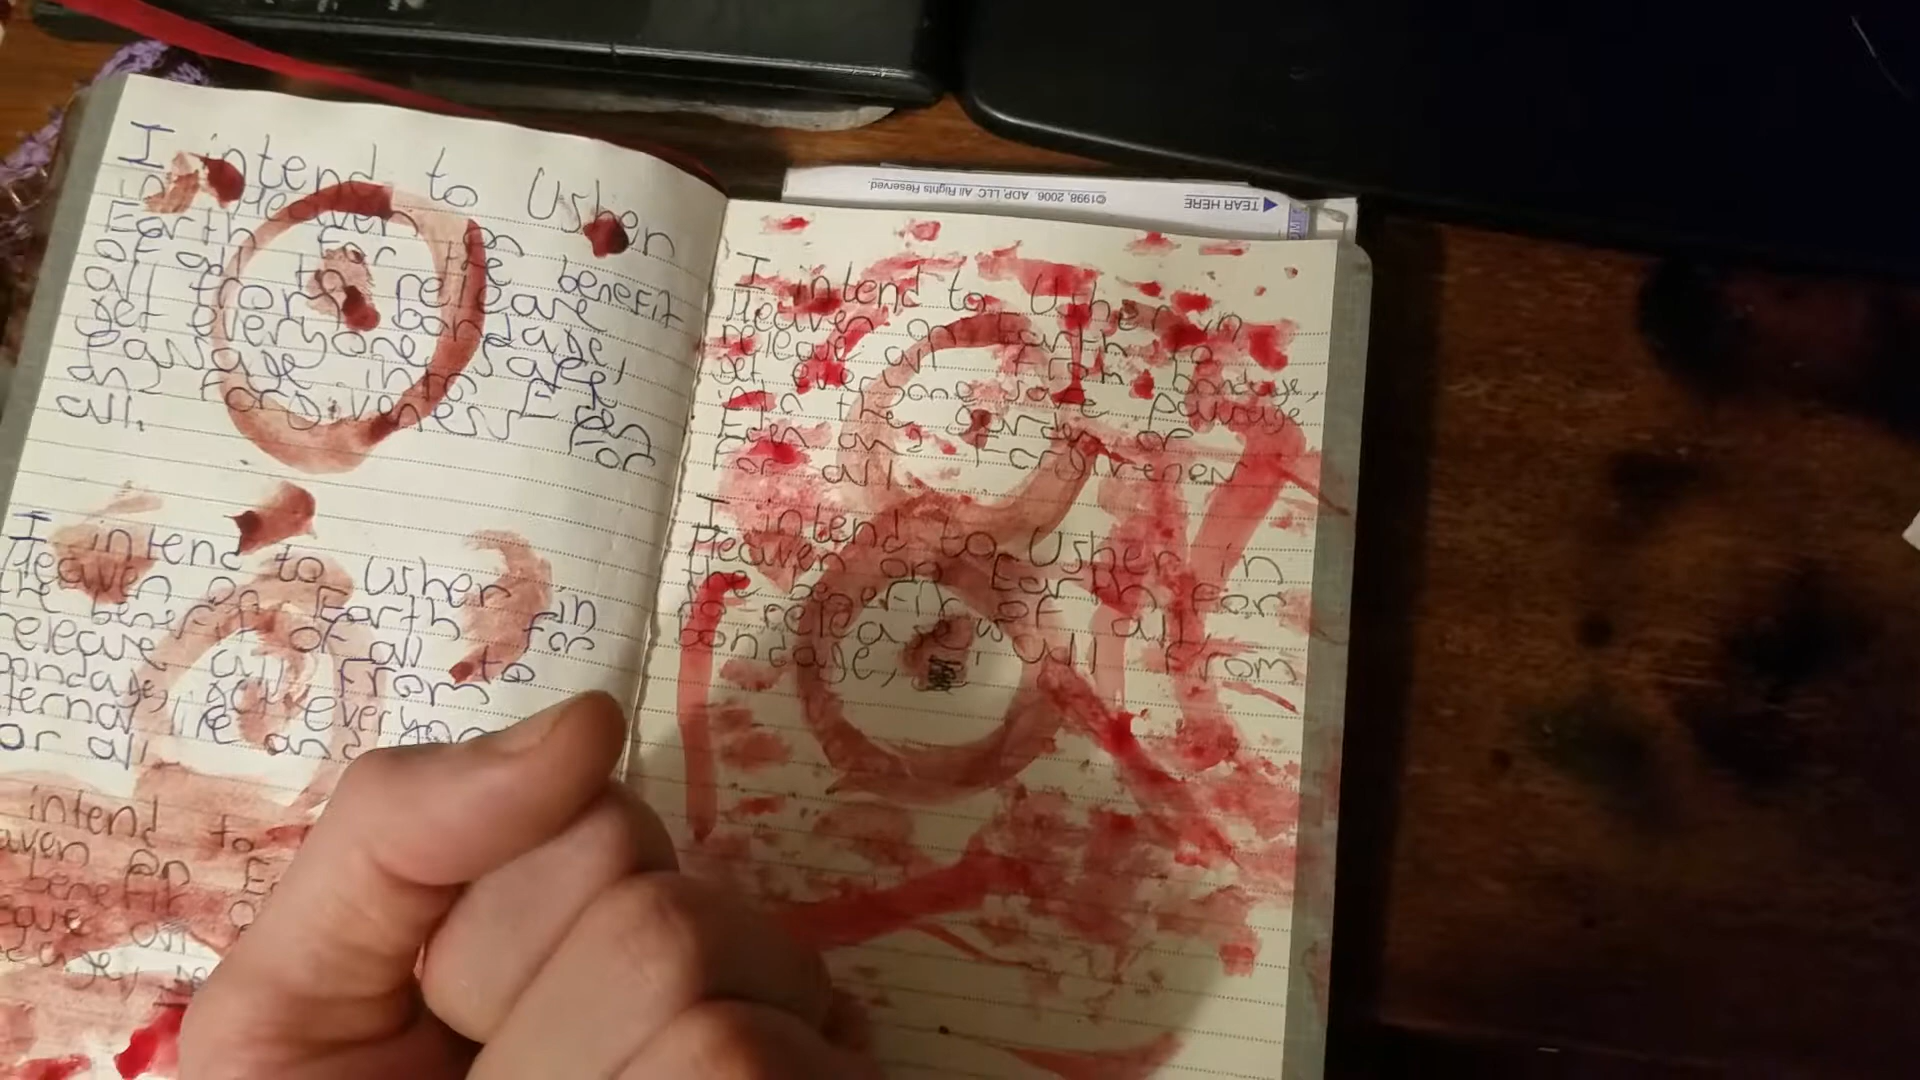 I intend to Usher
in Heaven on
Earth For the benefit
of all to release
all from bondage,
get everyone safe
passage into Eden
and Forgiveness For
all.
I intend to Usher in
Heaven on Earth for
the benefit of all to
release all From
bondage, get everyone
eternal life and
for all
intend to
on E
benefit
I intend to Usher in
Heaven on Earth to
release all from bondage,
get everyone safe passage
into the garden of
Eden and Forgiveness
For all.
I intend to Usher in
Heaven on Earth For
the benefit of all,
to release all From
bondage,
©1998, 2006. ADP, LLC All Rights Reserved.
TEAR HERE